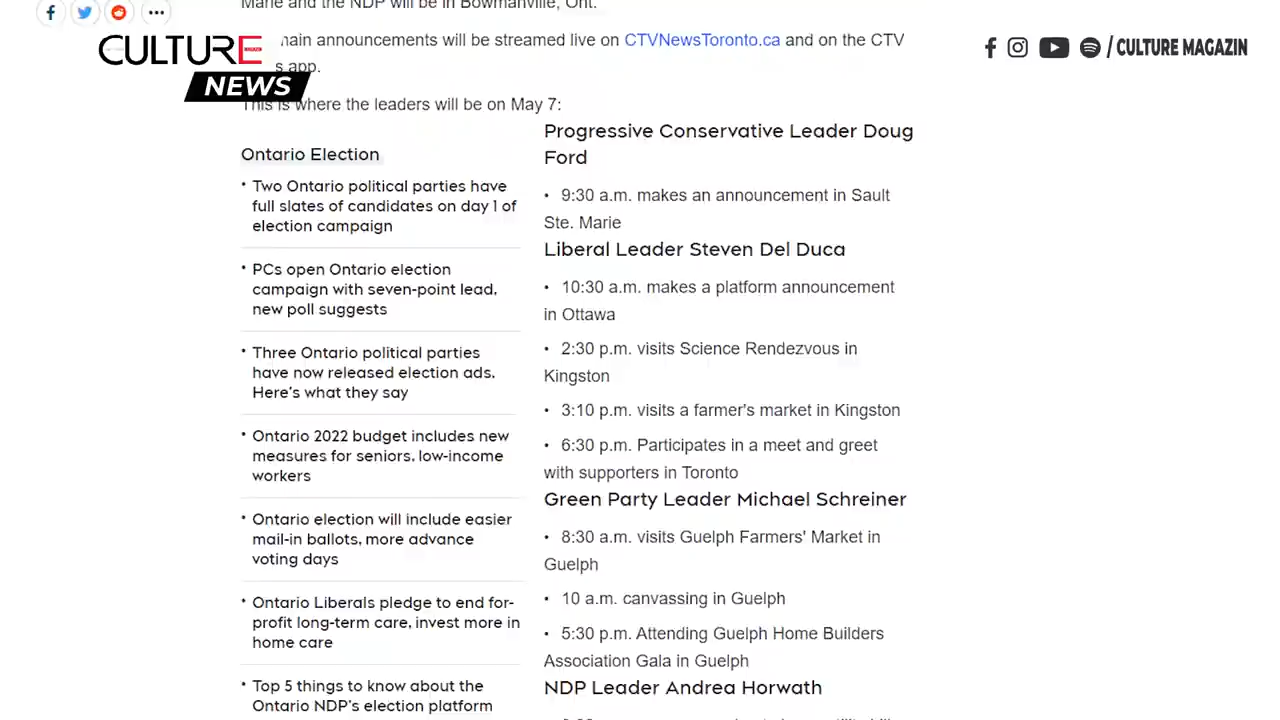 Marie and the NDP will be in Bowmanville, Ont.
CULTURE
NEWS
/ CULTURE MAGAZIN
main announcements will be streamed live on CTVNewsToronto.ca and on the CTV
app.
This is where the leaders will be on May 7:
Ontario Election
• Two Ontario political parties have
full slates of candidates on day 1 of
election campaign
• PCs open Ontario election
campaign with seven-point lead,
new poll suggests
• Three Ontario political parties
have now released election ads.
Here's what they say
• Ontario 2022 budget includes new
measures for seniors, low-income
workers
• Ontario election will include easier
mail-in ballots, more advance
voting days
• Ontario Liberals pledge to end for-
profit long-term care, invest more in
home care
• Top 5 things to know about the
Ontario NDP's election platform
Progressive Conservative Leader Doug
Ford
• 9:30 a.m. makes an announcement in Sault
Ste. Marie
Liberal Leader Steven Del Duca
• 10:30 a.m. makes a platform announcement
in Ottawa
• 2:30 p.m. visits Science Rendezvous in
Kingston
• 3:10 p.m. visits a farmer's market in Kingston
• 6:30 p.m. Participates in a meet and greet
with supporters in Toronto
Green Party Leader Michael Schreiner
• 8:30 a.m. visits Guelph Farmers' Market in
Guelph
• 10 a.m. canvassing in Guelph
• 5:30 p.m. Attending Guelph Home Builders
Association Gala in Guelph
NDP Leader Andrea Horwath